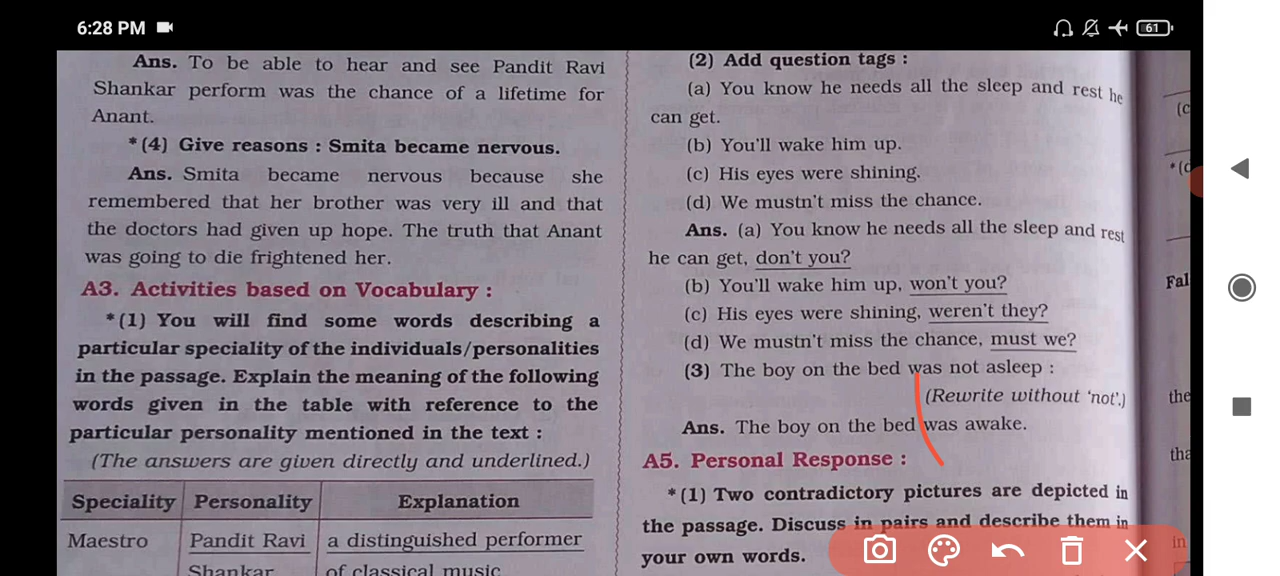 6:28 PM
61
Ans. To be able to hear and see Pandit Ravi
Shankar perform was the chance of a lifetime for
Anant.
*(4) Give reasons : Smita became nervous.
Ans. Smita became nervous because she
remembered that her brother was very ill and that
the doctors had given up hope. The truth that Anant
was going to die frightened her.
A3. Activities based on Vocabulary :
*(1) You will find some words describing a
particular speciality of the individuals/personalities
in the passage. Explain the meaning of the following
words given in the table with reference to the
particular personality mentioned in the text :
(The answers are given directly and underlined.)
Speciality Personality Explanation
Maestro Pandit Ravi a distinguished performer
Shankar of classical music
(2) Add question tags :
(a) You know he needs all the sleep and rest he
can get.
(b) You'll wake him up.
(c) His eyes were shining.
(d) We mustn't miss the chance.
Ans. (a) You know he needs all the sleep and rest
he can get, don't you?
(b) You'll wake him up, won't you?
(c) His eyes were shining, weren't they?
(d) We mustn't miss the chance, must we?
(3) The boy on the bed was not asleep :
(Rewrite without 'not'.)
Ans. The boy on the bed was awake.
A5. Personal Response :
*(1) Two contradictory pictures are depicted in
the passage. Discuss in pairs and describe them in
your own words.
(c
Fal
the
tha
in